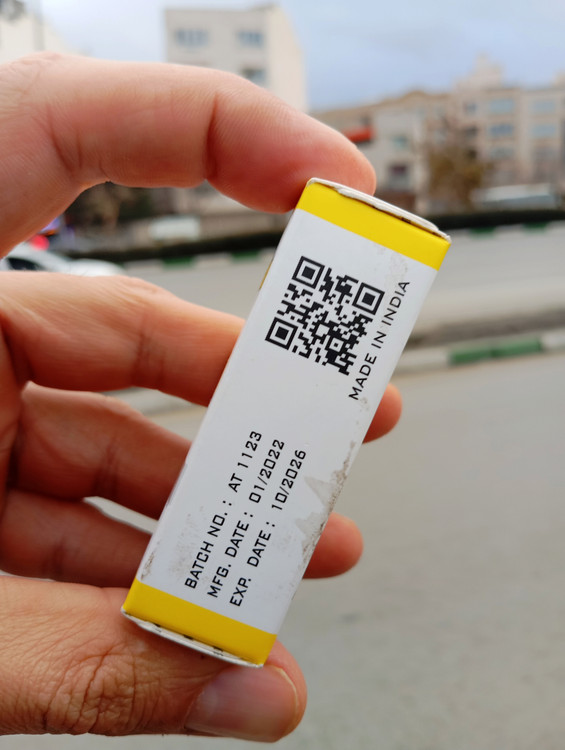 MADE IN INDIA
BATCH NO. : AT 1123
MFG. DATE : 01/2022
EXP. DATE : 10/2026